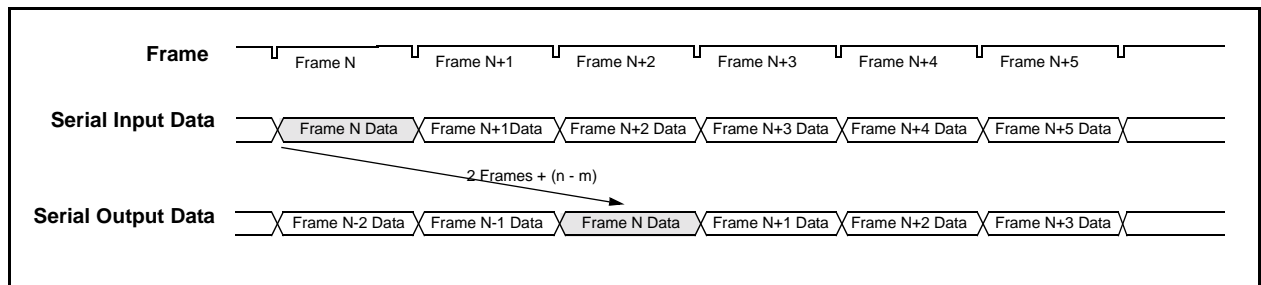 Frame
Frame N Frame N+1 Frame N+2 Frame N+3 Frame N+4 Frame N+5
Serial Input Data
Frame N Data Frame N+1Data Frame N+2 Data Frame N+3 Data Frame N+4 Data Frame N+5 Data
2 Frames + (n - m)
Serial Output Data
Frame N-2 Data Frame N-1 Data Frame N Data Frame N+1 Data Frame N+2 Data Frame N+3 Data